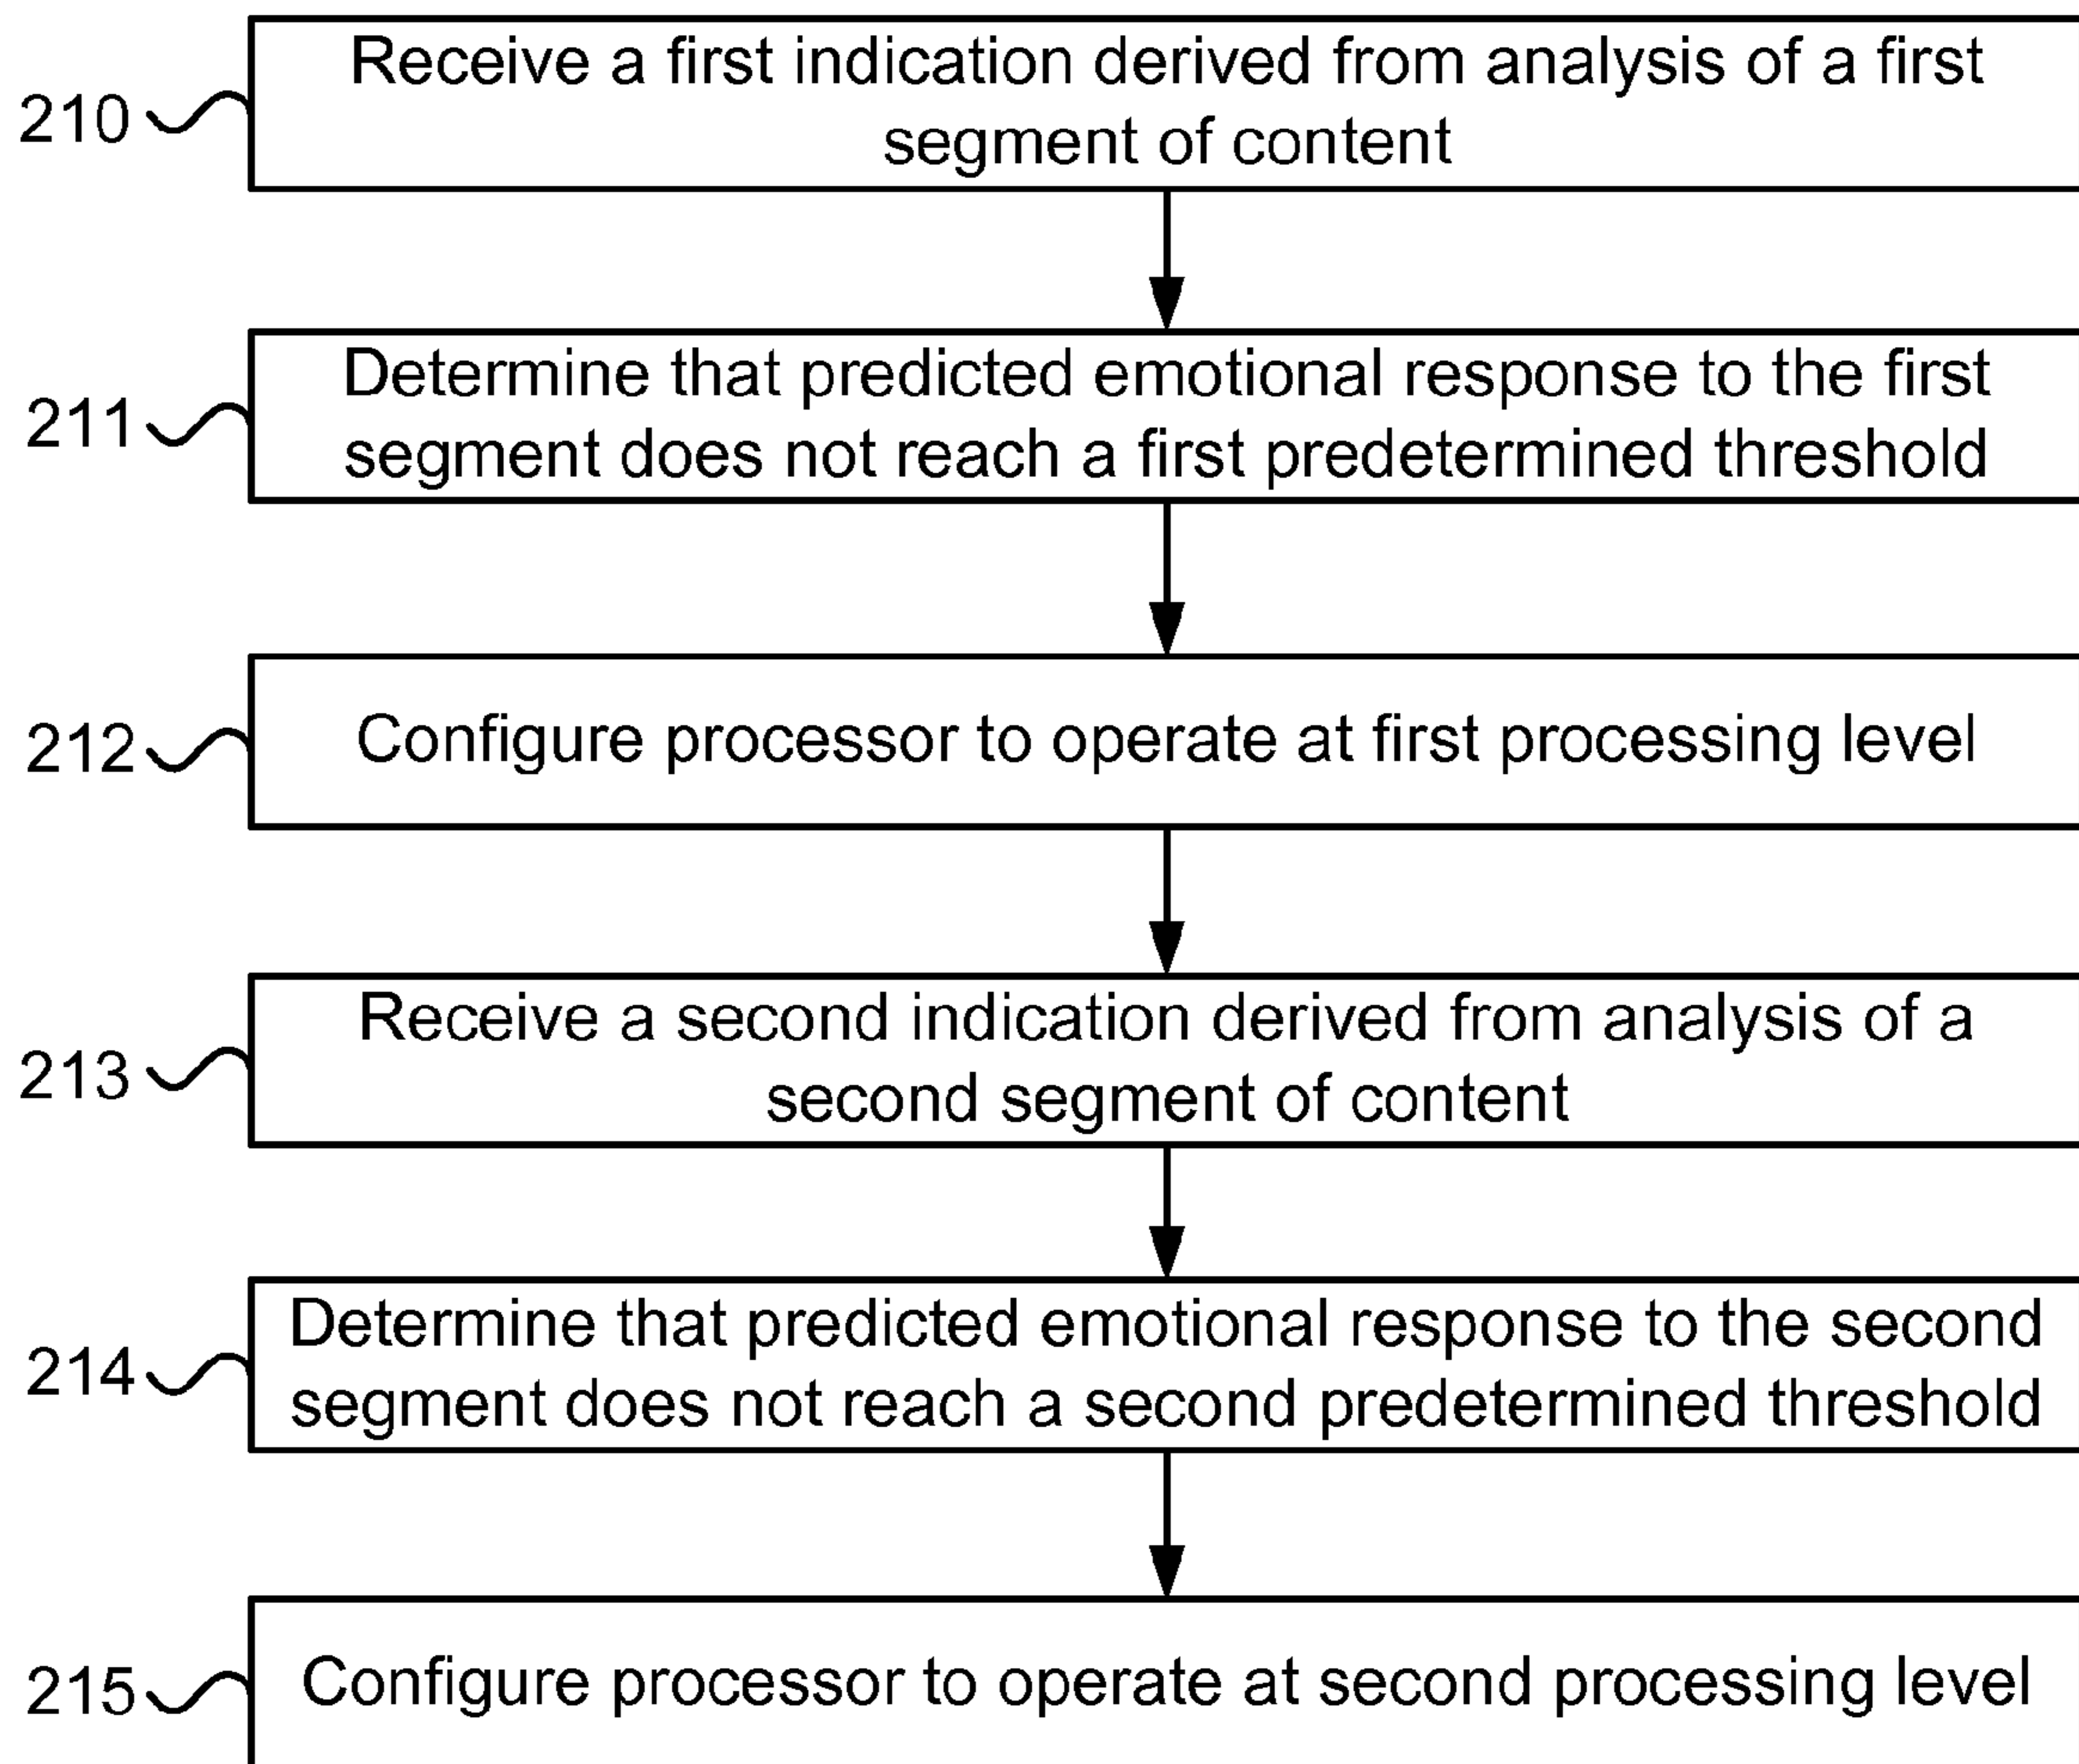 Receive a first indication derived from analysis of a first
segment of content
210
Determine that predicted emotional response to the first
segment does not reach a first predetermined threshold
211
Configure processor to operate at first processing level
212
Receive a second indication derived from analysis of a
second segment of content
213
Determine that predicted emotional response to the second
segment does not reach a second predetermined threshold
214
Configure processor to operate at second processing level
215